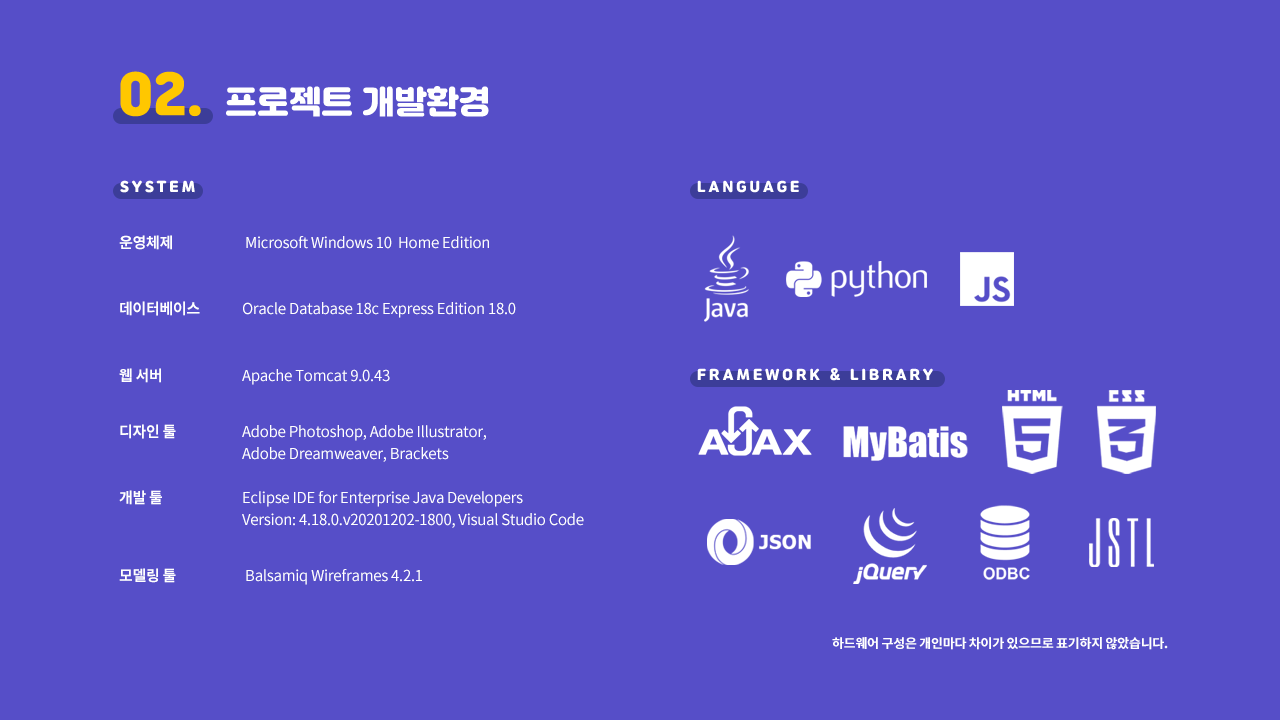 02. 프로젝트 개발환경
SYSTEM
운영체제 Microsoft Windows 10 Home Edition
데이터베이스 Oracle Database 18c Express Edition 18.0
웹 서버 Apache Tomcat 9.0.43
디자인 툴 Adobe Photoshop, Adobe Illustrator,
Adobe Dreamweaver, Brackets
개발 툴 Eclipse IDE for Enterprise Java Developers
Version: 4.18.0.v20201202-1800, Visual Studio Code
모델링 툴 Balsamiq Wireframes 4.2.1
LANGUAGE
Java python JS
FRAMEWORK & LIBRARY
AJAX MyBatis HTML 5 CSS 3
JSON jQuery ODBC JSTL
하드웨어 구성은 개인마다 차이가 있으므로 표기하지 않았습니다.